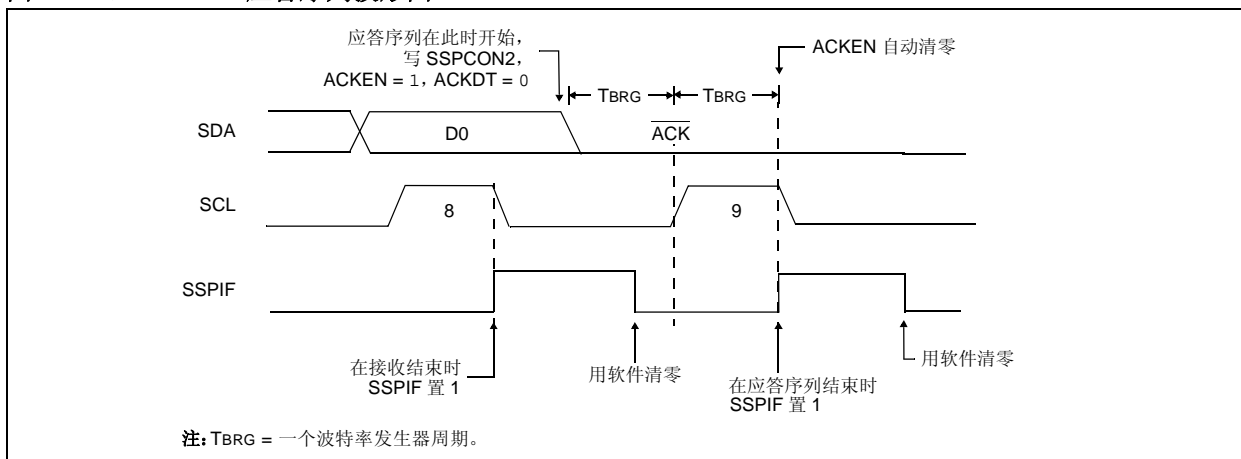 应答序列在此时开始，
写 SSPCON2，
ACKEN = 1，ACKDT = 0
ACKEN 自动清零
TBRG
TBRG
SDA
D0
ACK
SCL
8
9
SSPIF
在接收结束时
SSPIF 置 1
用软件清零
在应答序列结束时
SSPIF 置 1
用软件清零
注: TBRG = 一个波特率发生器周期。